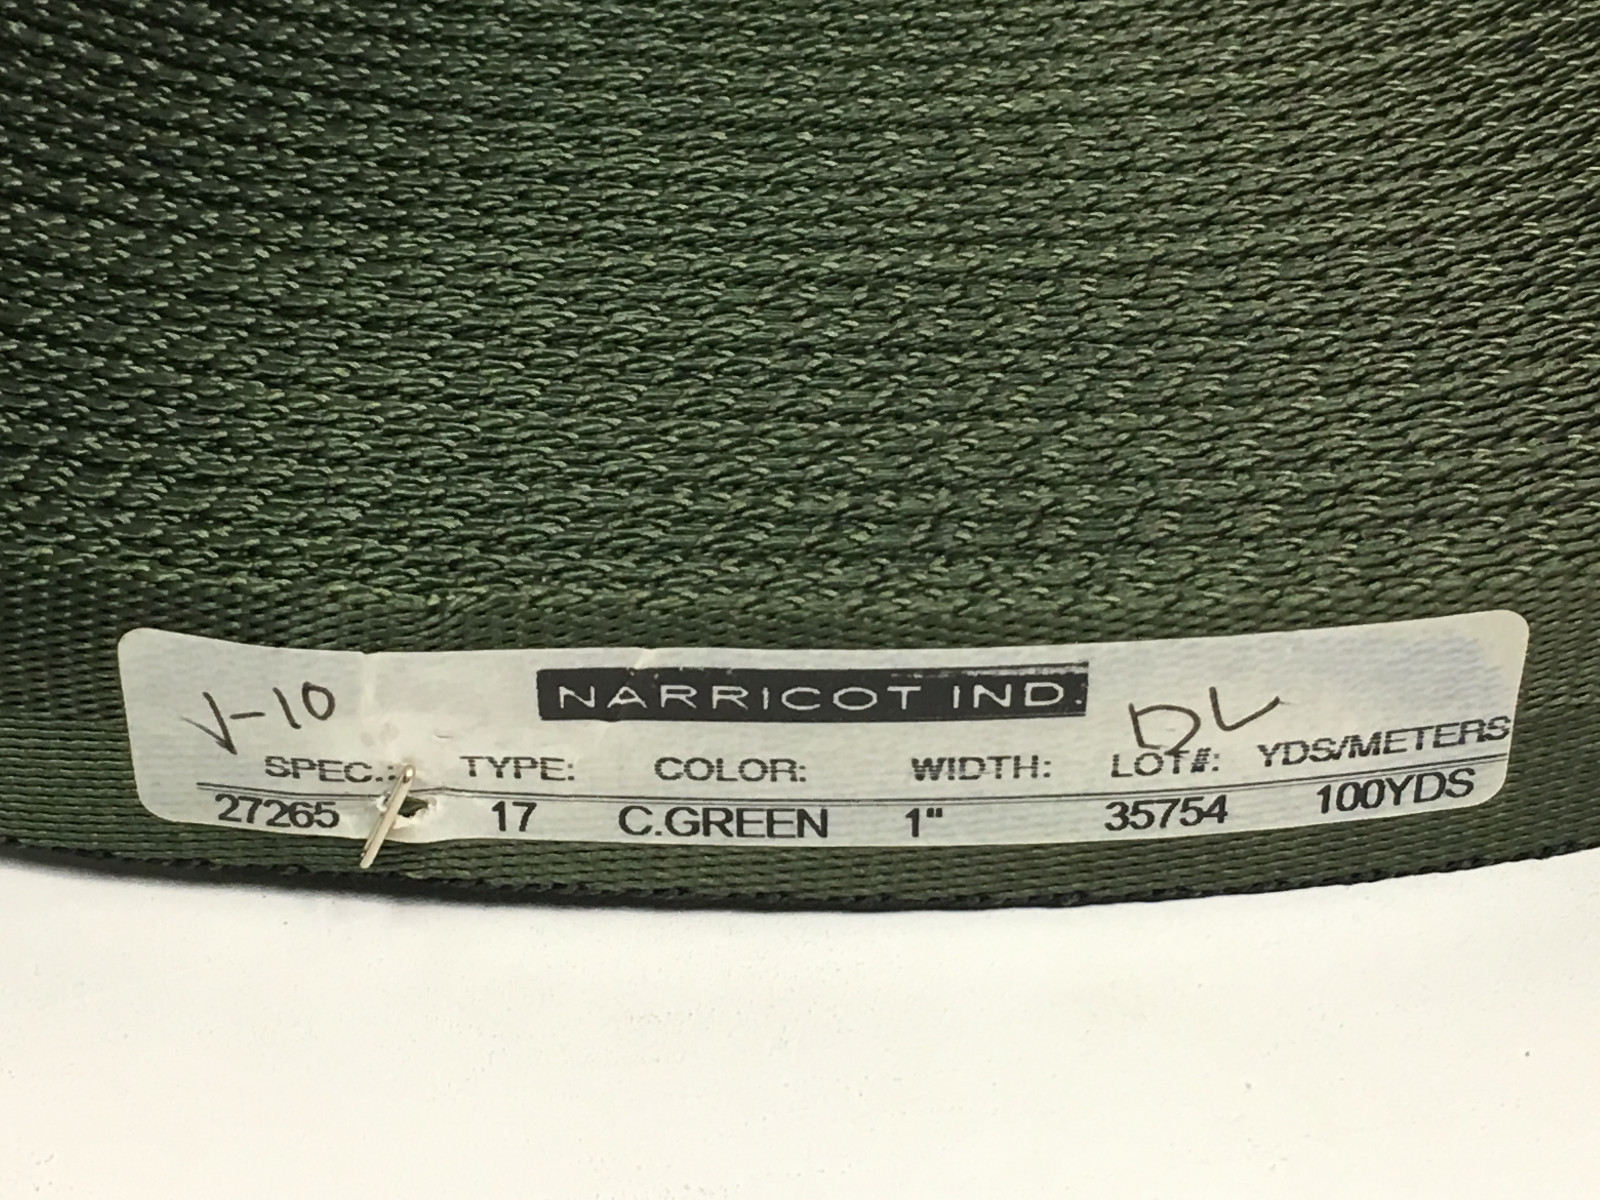 NARRICOT IND.
J-10 DL
SPEC.: TYPE: COLOR: WIDTH: LOT#: YDS/METERS
27265 17 C.GREEN 1" 35754 100YDS